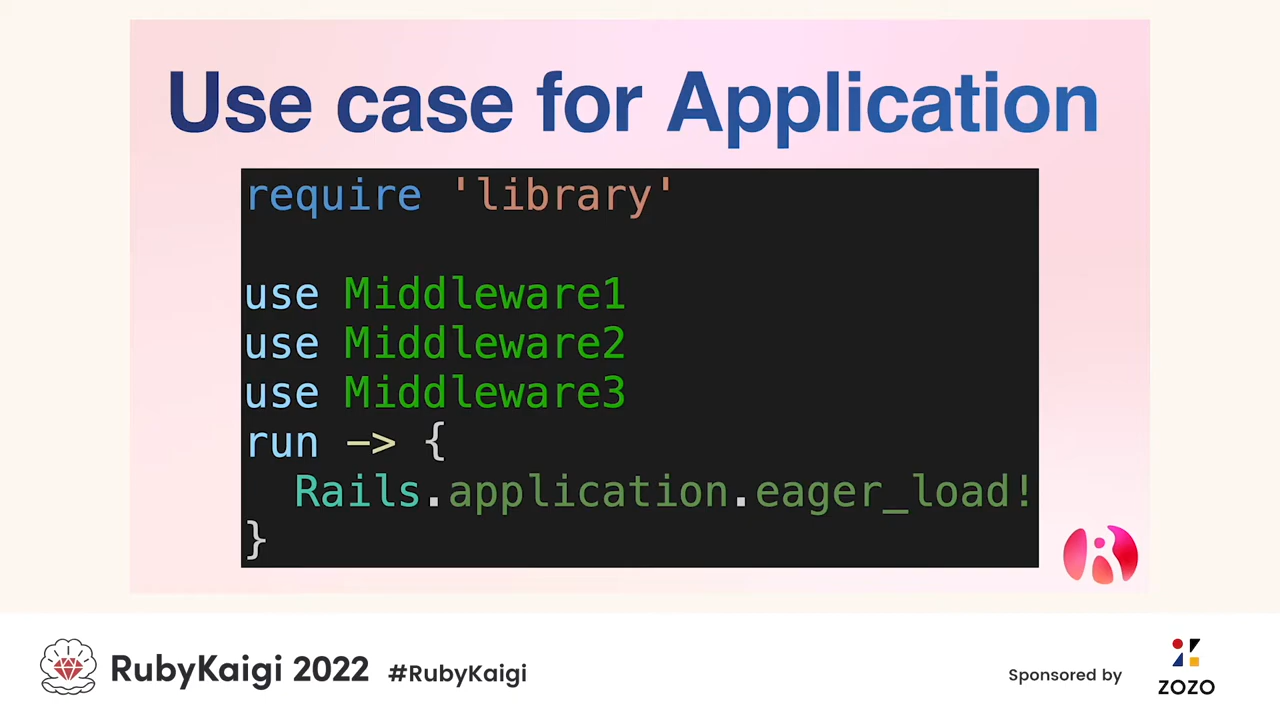 Use case for Application
require 'library'
use Middleware1
use Middleware2
use Middleware3
run -> {
  Rails.application.eager_load!
}
RubyKaigi 2022 #RubyKaigi
Sponsored by
ZOZO